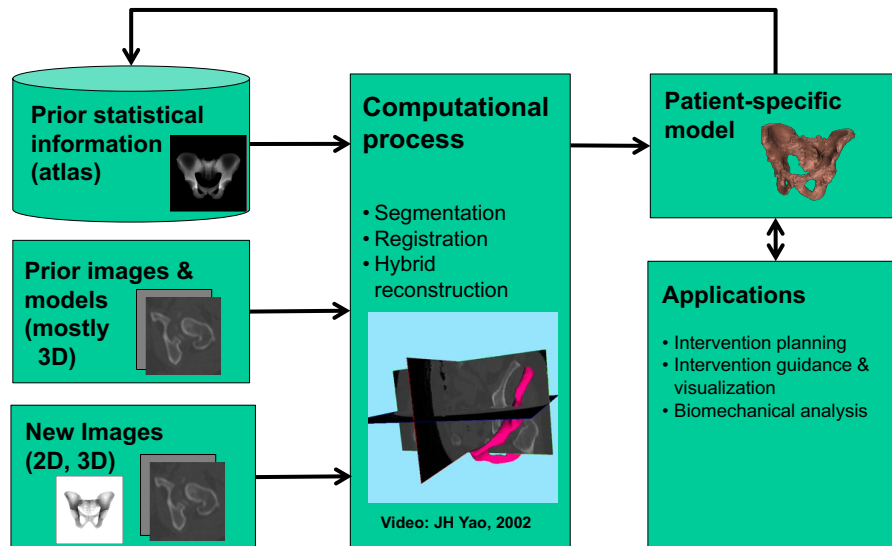 Prior statistical
information
(atlas)
Prior images &
models
(mostly
3D)
New Images
(2D, 3D)
Computational
process
• Segmentation
• Registration
• Hybrid
reconstruction
Video: JH Yao, 2002
Patient-specific
model
Applications
• Intervention planning
• Intervention guidance &
visualization
• Biomechanical analysis